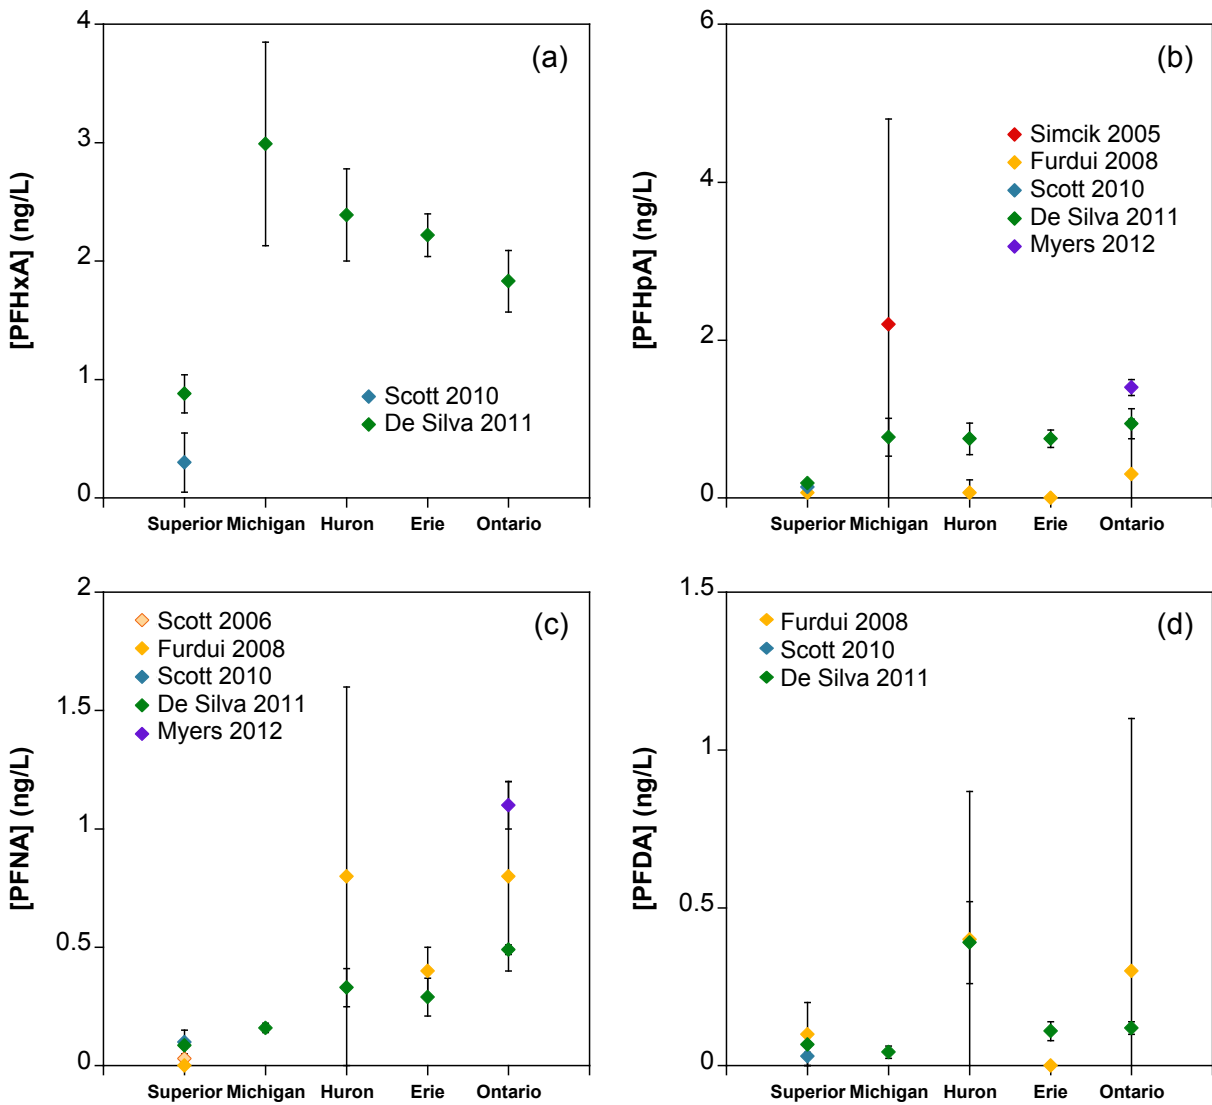 (a)
[PFHxA] (ng/L)
4
3
2
1
0
Scott 2010
De Silva 2011
Superior Michigan Huron Erie Ontario
(b)
[PFHpA] (ng/L)
6
4
2
0
Simcik 2005
Furdui 2008
Scott 2010
De Silva 2011
Myers 2012
Superior Michigan Huron Erie Ontario
(c)
[PFNA] (ng/L)
2
1.5
1
0.5
0
Scott 2006
Furdui 2008
Scott 2010
De Silva 2011
Myers 2012
Superior Michigan Huron Erie Ontario
(d)
[PFDA] (ng/L)
1.5
1
0.5
0
Furdui 2008
Scott 2010
De Silva 2011
Superior Michigan Huron Erie Ontario